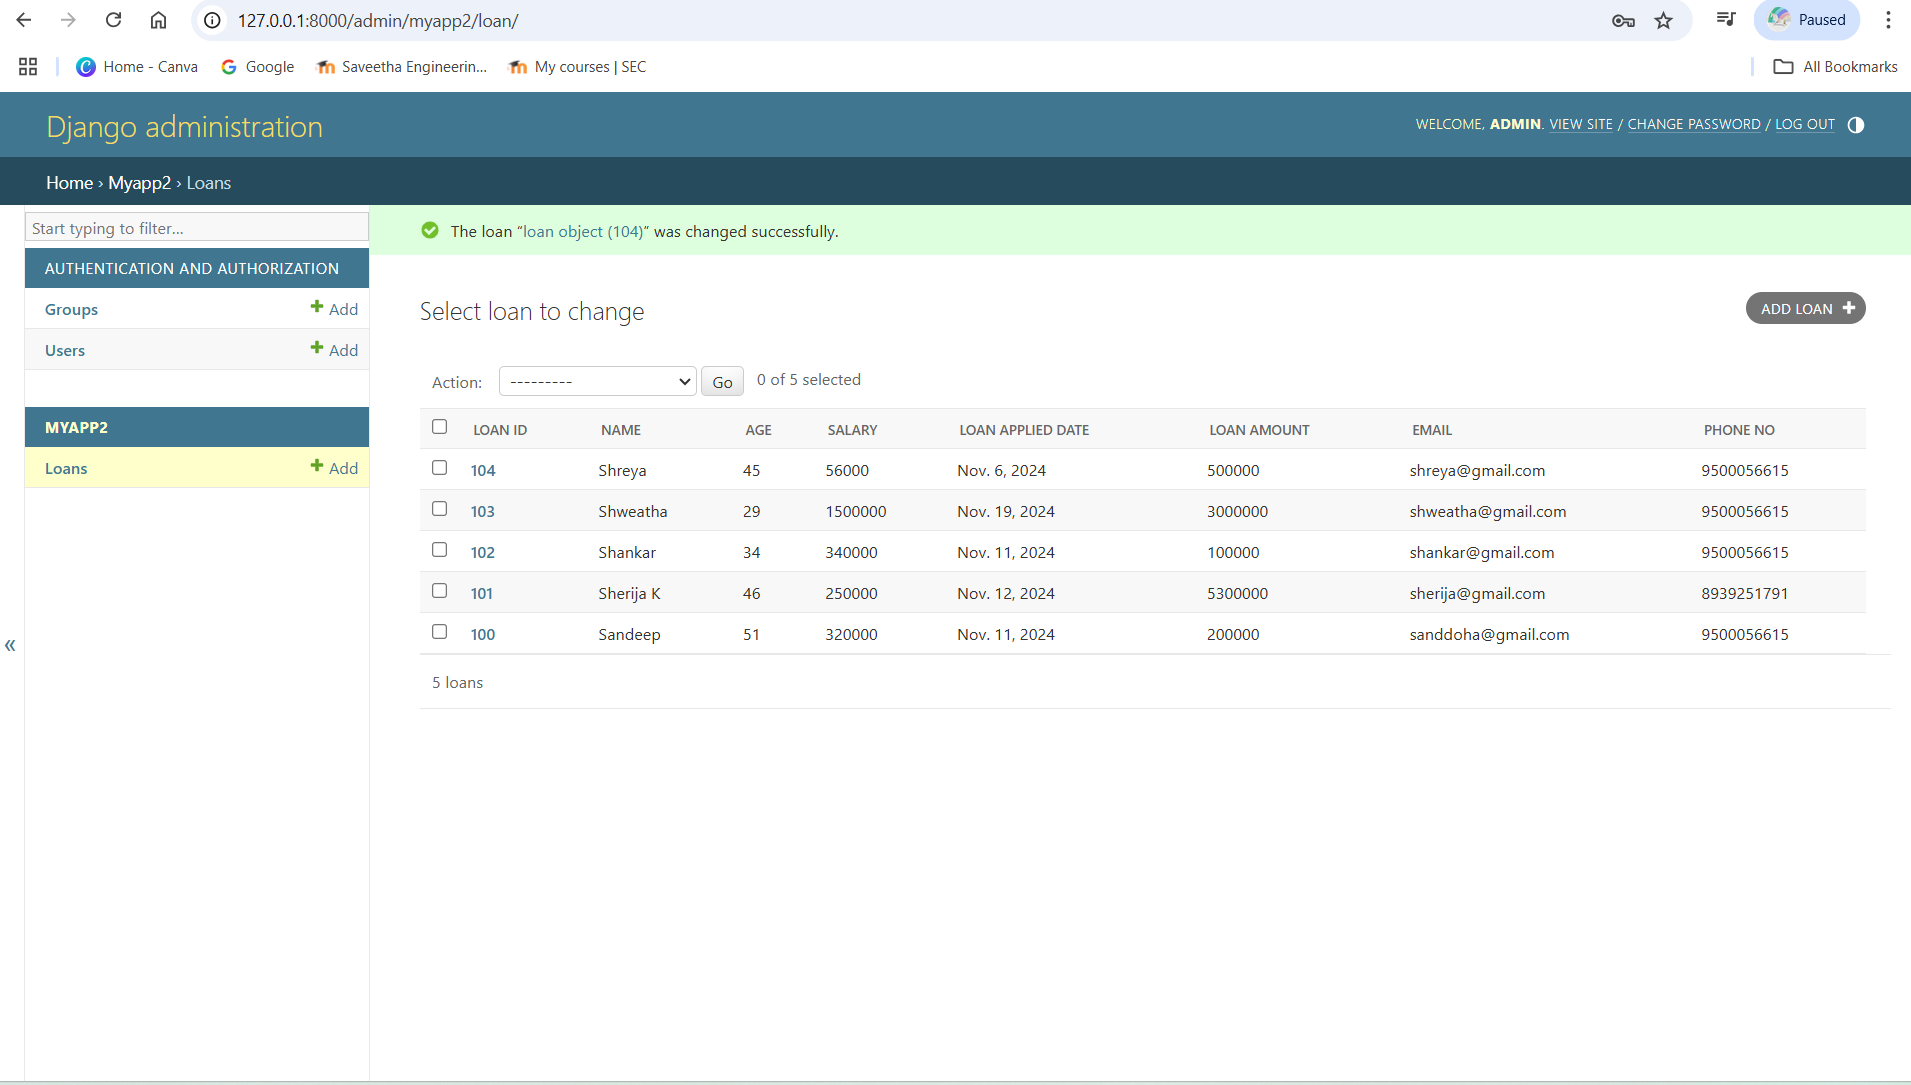 127.0.0.1:8000/admin/myapp2/loan/
Paused
Home - Canva
Google
Saveetha Engineerin...
My courses | SEC
All Bookmarks
Django administration
WELCOME, ADMIN. VIEW SITE / CHANGE PASSWORD / LOG OUT
Home › Myapp2 › Loans
Start typing to filter...
AUTHENTICATION AND AUTHORIZATION
Groups Add
Users Add
MYAPP2
Loans Add
The loan “loan object (104)” was changed successfully.
Select loan to change
ADD LOAN
Action: --------- Go 0 of 5 selected
LOAN ID NAME AGE SALARY LOAN APPLIED DATE LOAN AMOUNT EMAIL PHONE NO
104 Shreya 45 56000 Nov. 6, 2024 500000 shreya@gmail.com 9500056615
103 Shweatha 29 1500000 Nov. 19, 2024 3000000 shweatha@gmail.com 9500056615
102 Shankar 34 340000 Nov. 11, 2024 100000 shankar@gmail.com 9500056615
101 Sherija K 46 250000 Nov. 12, 2024 5300000 sherija@gmail.com 8939251791
100 Sandeep 51 320000 Nov. 11, 2024 200000 sanddoha@gmail.com 9500056615
5 loans
«